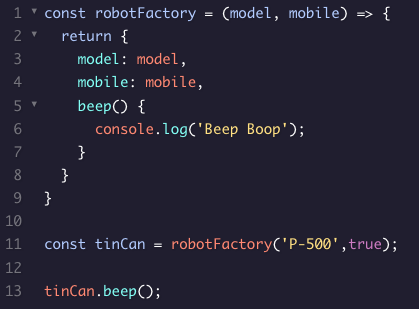 1 const robotFactory = (model, mobile) => {
2   return {
3     model: model,
4     mobile: mobile,
5     beep() {
6       console.log('Beep Boop');
7     }
8   }
9 }
10
11 const tinCan = robotFactory('P-500',true);
12
13 tinCan.beep();